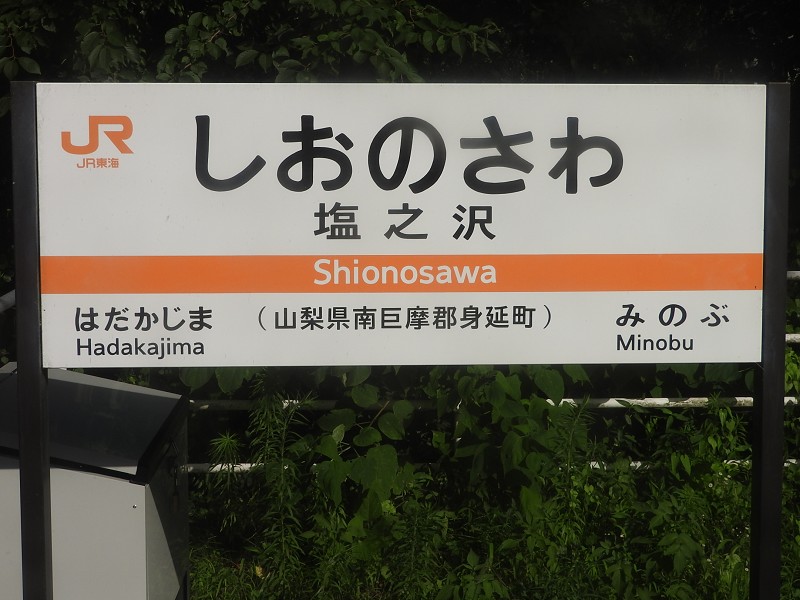 JR
JR東海
しおのさわ
塩之沢
Shionosawa
はだかじま （山梨県南巨摩郡身延町） みのぶ
Hadakajima Minobu